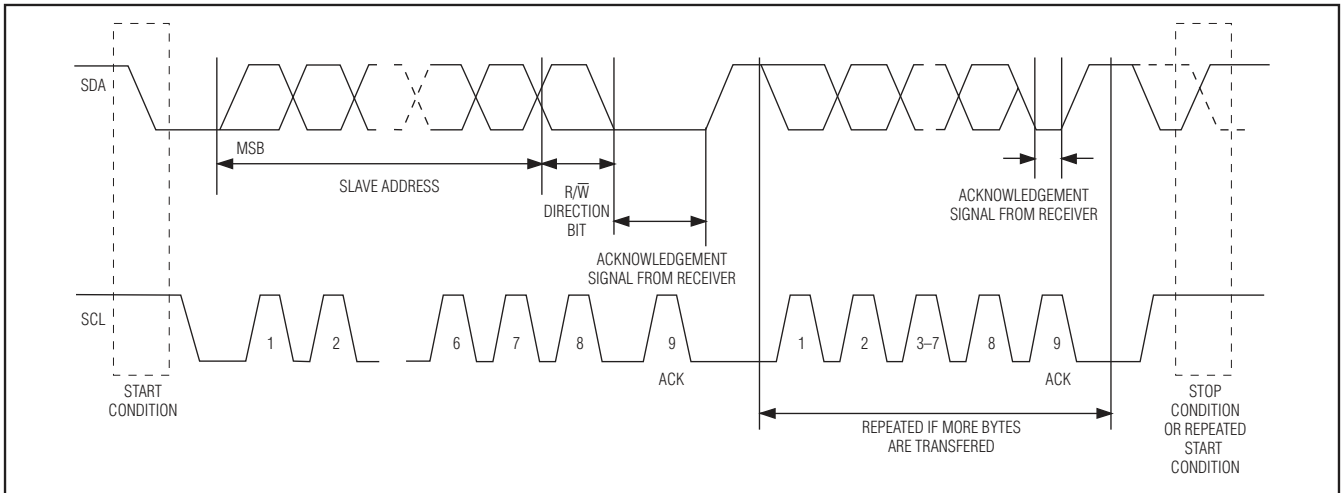 SDA
MSB
SLAVE ADDRESS
R/W̅
DIRECTION
BIT
ACKNOWLEDGEMENT
SIGNAL FROM RECEIVER
ACKNOWLEDGEMENT
SIGNAL FROM RECEIVER
SCL
1 2 6 7 8 9 1 2 3–7 8 9
ACK ACK
START
CONDITION
REPEATED IF MORE BYTES
ARE TRANSFERED
STOP
CONDITION
OR REPEATED
START
CONDITION